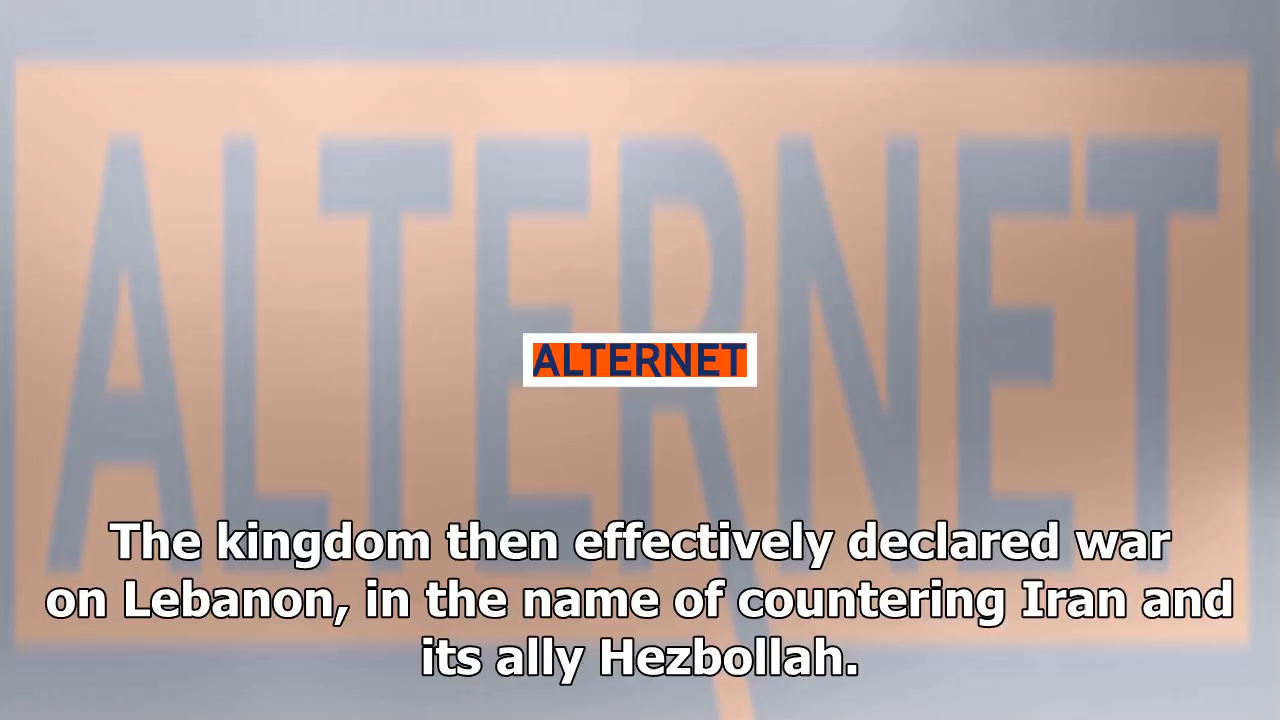 ALTERNET
ALTERNET
The kingdom then effectively declared war
on Lebanon, in the name of countering Iran and
its ally Hezbollah.